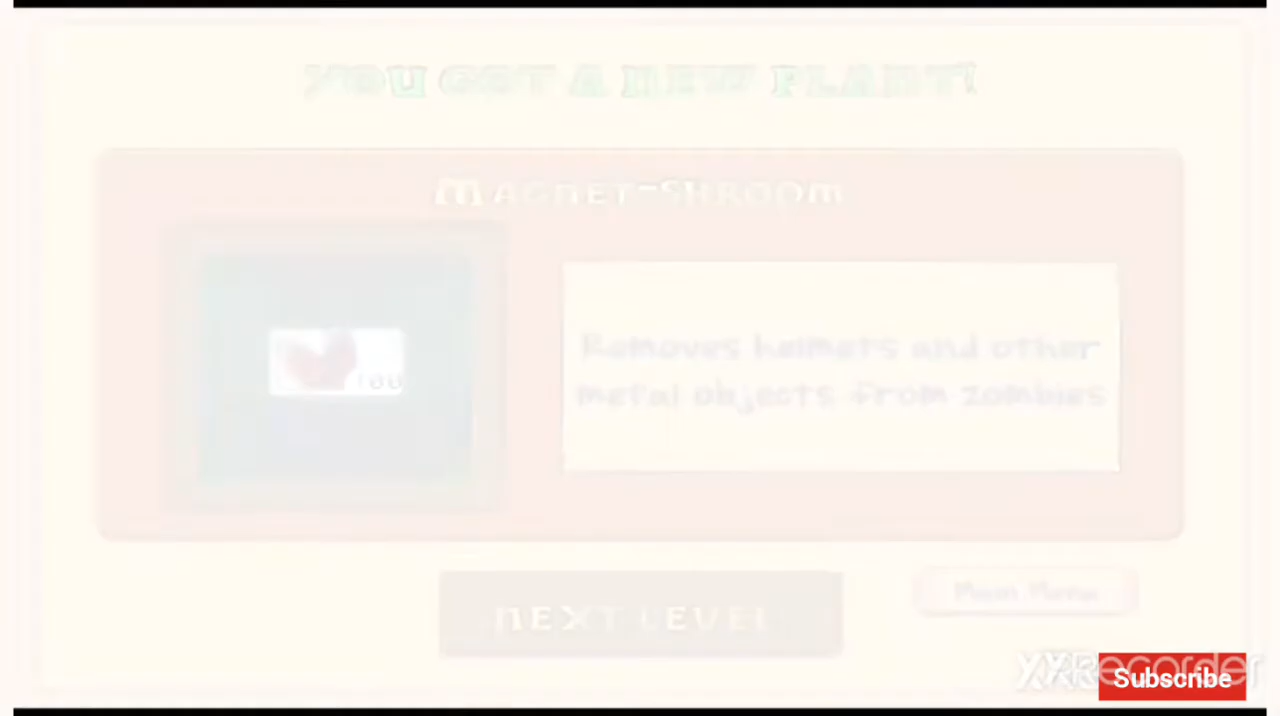 YOU GOT A NEW PLANT!
MAGNET-SHROOM
100
Removes helmets and other
metal objects from zombies
NEXT LEVEL!
Main Menu
XRecorder
Subscribe